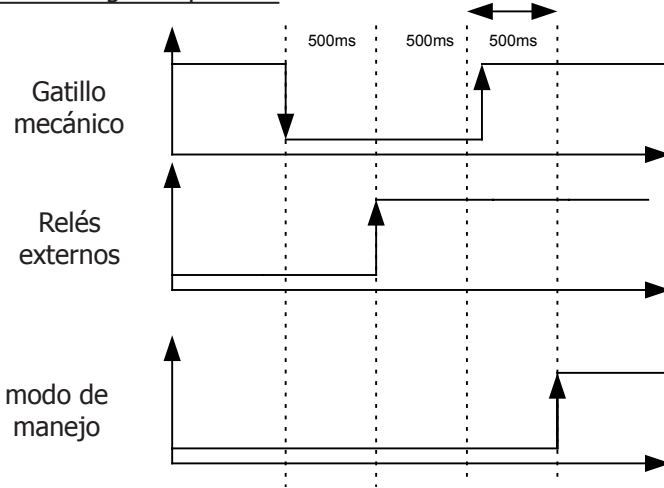 500ms 500ms 500ms
Gatillo
mecánico
Relés
externos
modo de
manejo